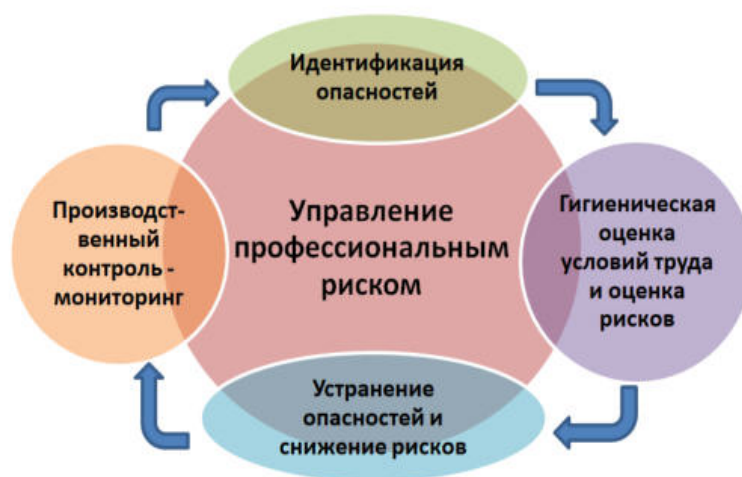 Идентификация
опасностей
Гигиеническая
оценка
условий труда
и оценка
рисков
Устранение
опасностей и
снижение рисков
Производст-
венный
контроль -
мониторинг
Управление
профессиональным
риском